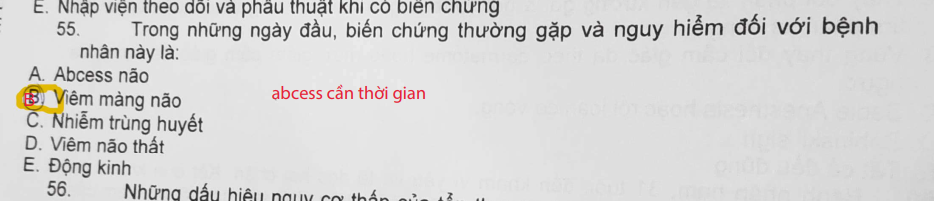 E. Nhập viện theo dõi và phẫu thuật khi có biến chứng
55. Trong những ngày đầu, biến chứng thường gặp và nguy hiểm đối với bệnh
nhân này là:
A. Abcess não
B. Viêm màng não
abcess cần thời gian
C. Nhiễm trùng huyết
D. Viêm não thất
E. Động kinh
56. Những dấu hiệu nguy cơ